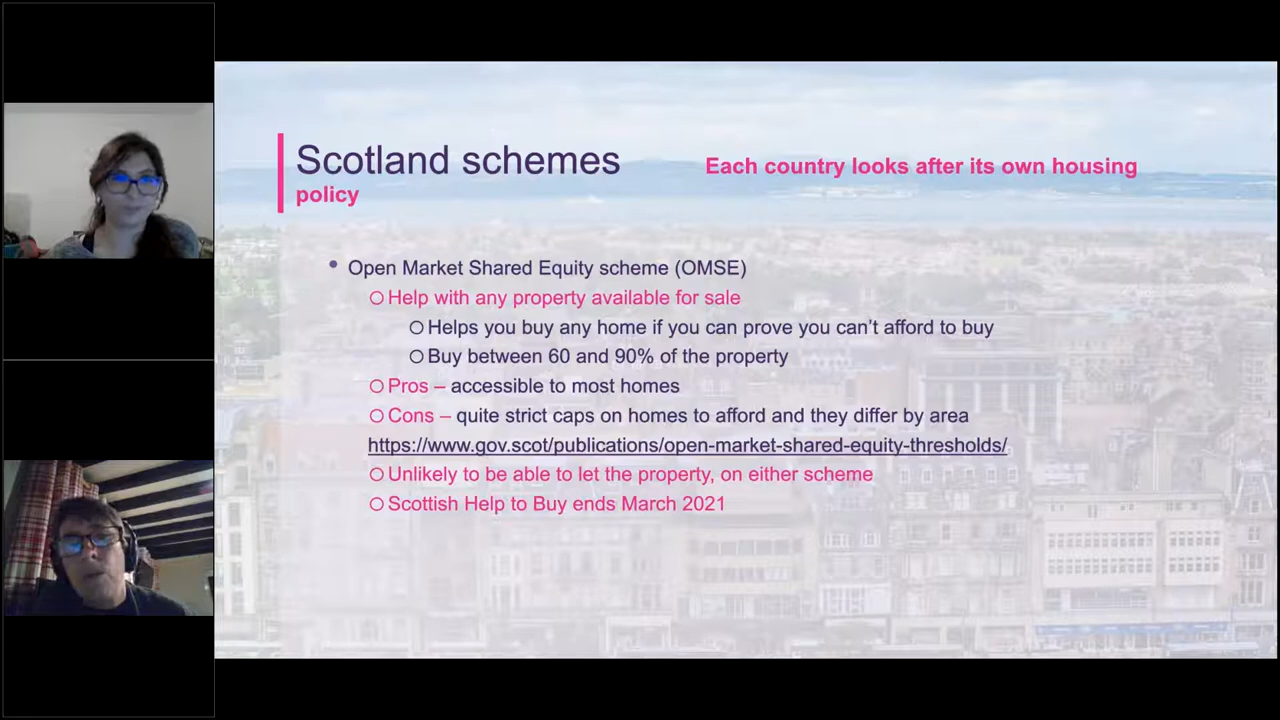 Scotland schemes Each country looks after its own housing
policy
• Open Market Shared Equity scheme (OMSE)
○ Help with any property available for sale
○ Helps you buy any home if you can prove you can’t afford to buy
○ Buy between 60 and 90% of the property
○ Pros – accessible to most homes
○ Cons – quite strict caps on homes to afford and they differ by area
https://www.gov.scot/publications/open-market-shared-equity-thresholds/
○ Unlikely to be able to let the property, on either scheme
○ Scottish Help to Buy ends March 2021